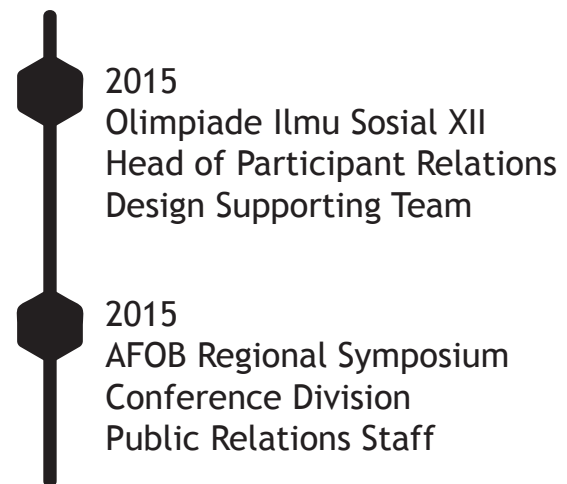 2015
Olimpiade Ilmu Sosial XII
Head of Participant Relations
Design Supporting Team
2015
AFOB Regional Symposium
Conference Division
Public Relations Staff